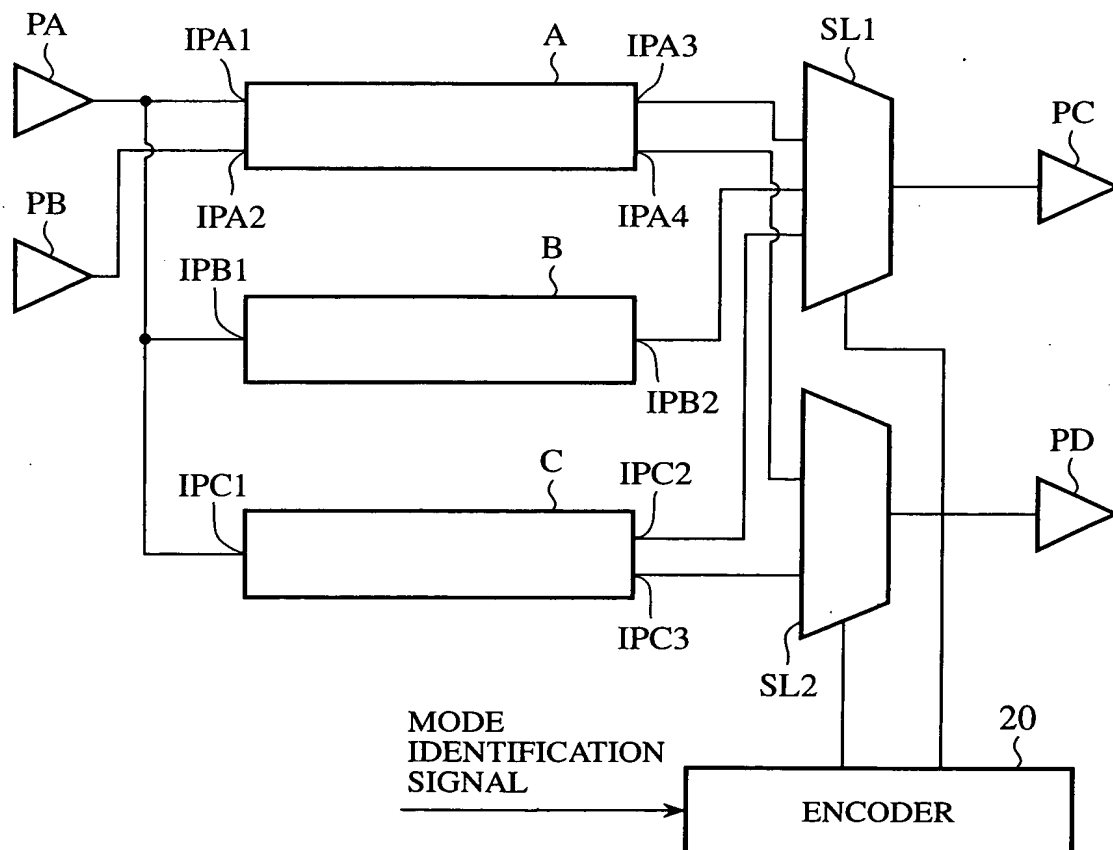 PA
IPA1
A
IPA3
SL1
PC
PB
IPA2
IPA4
IPB1
B
IPB2
IPC1
C
IPC2
PD
IPC3
SL2
MODE
IDENTIFICATION
SIGNAL
20
ENCODER